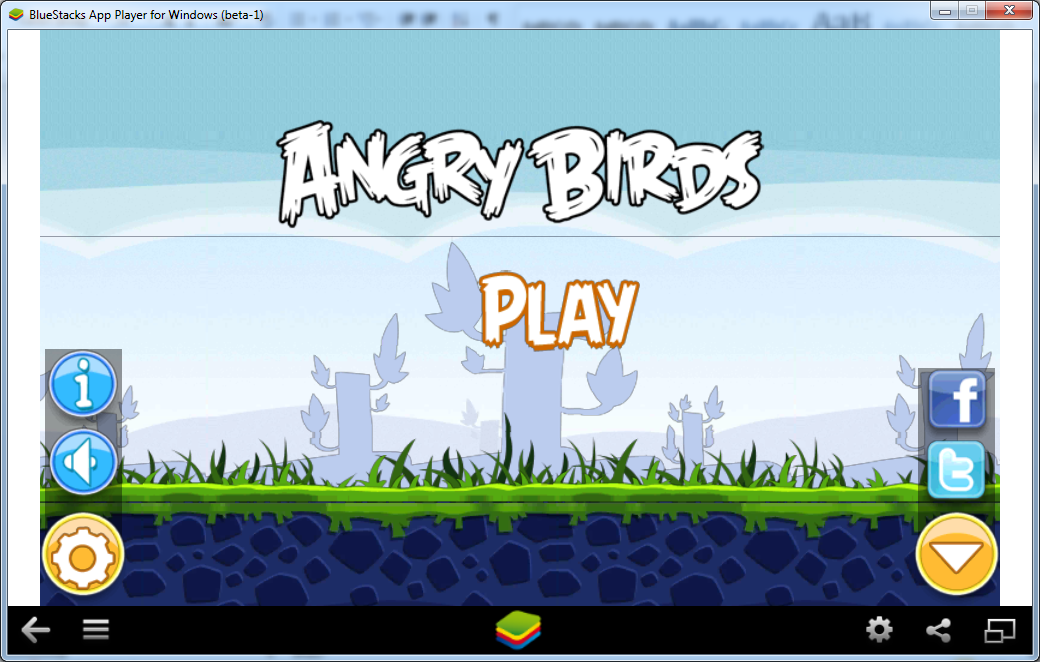 BlueStacks App Player for Windows (beta-1)
ANGRY BIRDS
PLAY